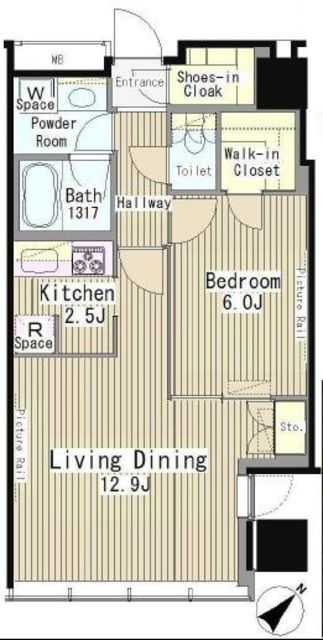 MB
Entrance
Shoes-in
Cloak
W
Space
Powder
Room
Toilet
Walk-in
Closet
Bath
1317
Hallway
Kitchen
2.5J
Bedroom
6.0J
Picture Rail
R
Space
Picture Rail
Living Dining
12.9J
Sto.
N